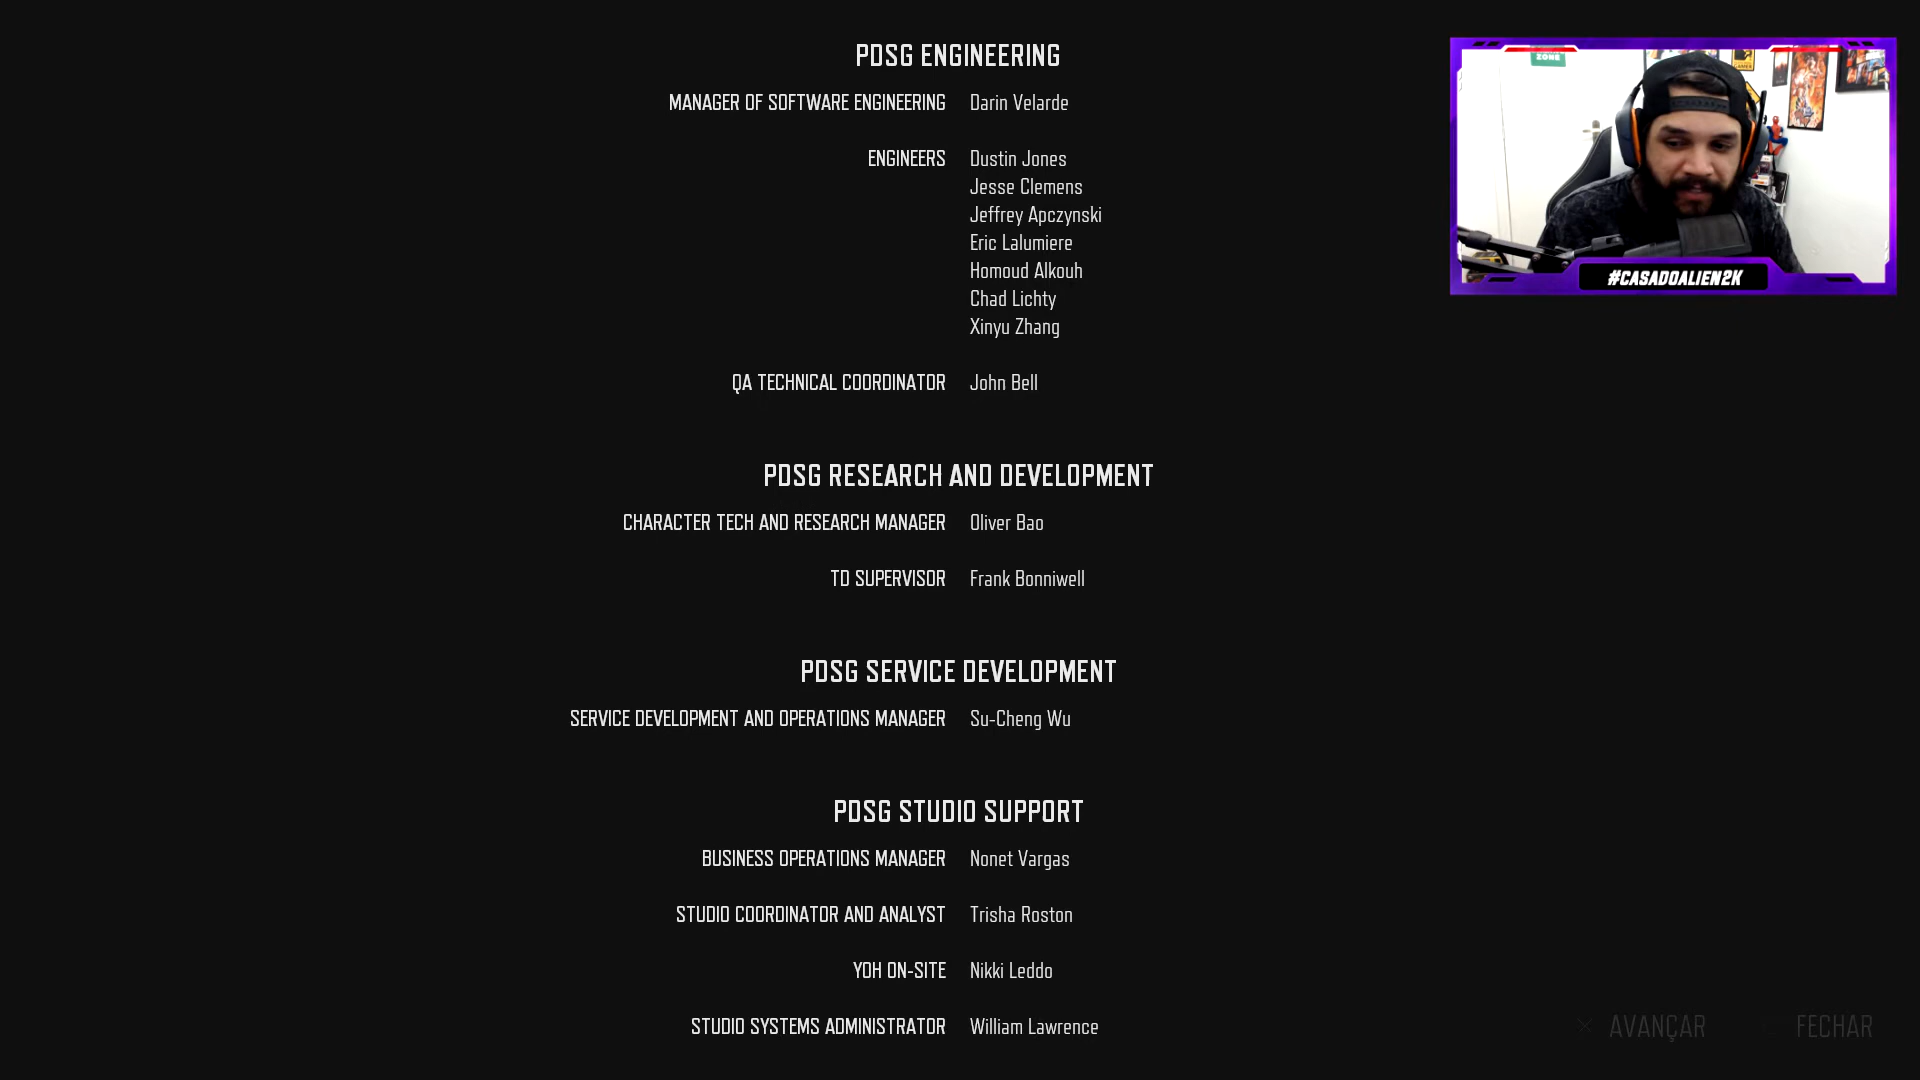 PDSG ENGINEERING
MANAGER OF SOFTWARE ENGINEERING Darin Velarde
ENGINEERS Dustin Jones
Jesse Clemens
Jeffrey Apczynski
Eric Lalumiere
Homoud Alkouh
Chad Lichty
Xinyu Zhang
QA TECHNICAL COORDINATOR John Bell
PDSG RESEARCH AND DEVELOPMENT
CHARACTER TECH AND RESEARCH MANAGER Oliver Bao
TD SUPERVISOR Frank Bonniwell
PDSG SERVICE DEVELOPMENT
SERVICE DEVELOPMENT AND OPERATIONS MANAGER Su-Cheng Wu
PDSG STUDIO SUPPORT
BUSINESS OPERATIONS MANAGER Nonet Vargas
STUDIO COORDINATOR AND ANALYST Trisha Roston
YOH ON-SITE Nikki Leddo
STUDIO SYSTEMS ADMINISTRATOR William Lawrence
ZONE
#CASADOALIEN2K
AVANÇAR FECHAR